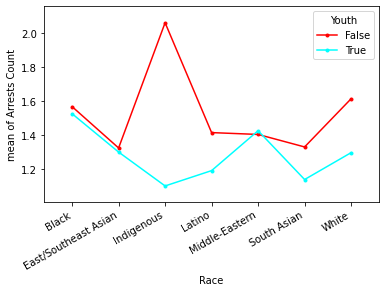 Youth
False
True
mean of Arrests Count
2.0
1.8
1.6
1.4
1.2
Black
East/Southeast Asian
Indigenous
Latino
Middle-Eastern
South Asian
White
Race